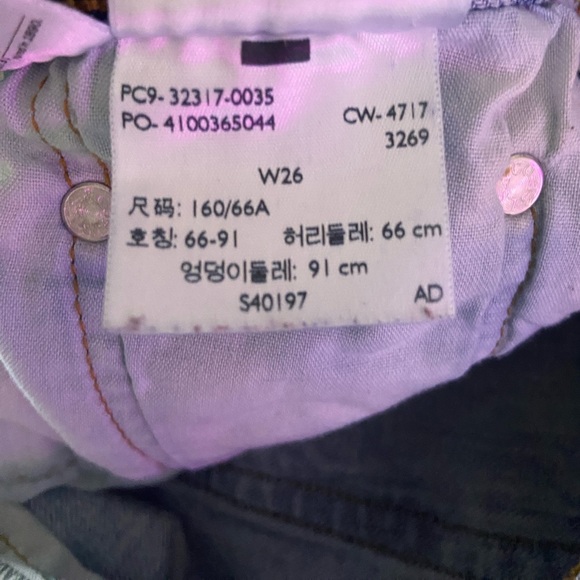 PC9- 32317-0035
PO- 4100365044
CW- 4717
3269
W26
尺码: 160/66A
호칭: 66-91 허리둘레: 66 cm
엉덩이둘레: 91 cm
S40197 AD